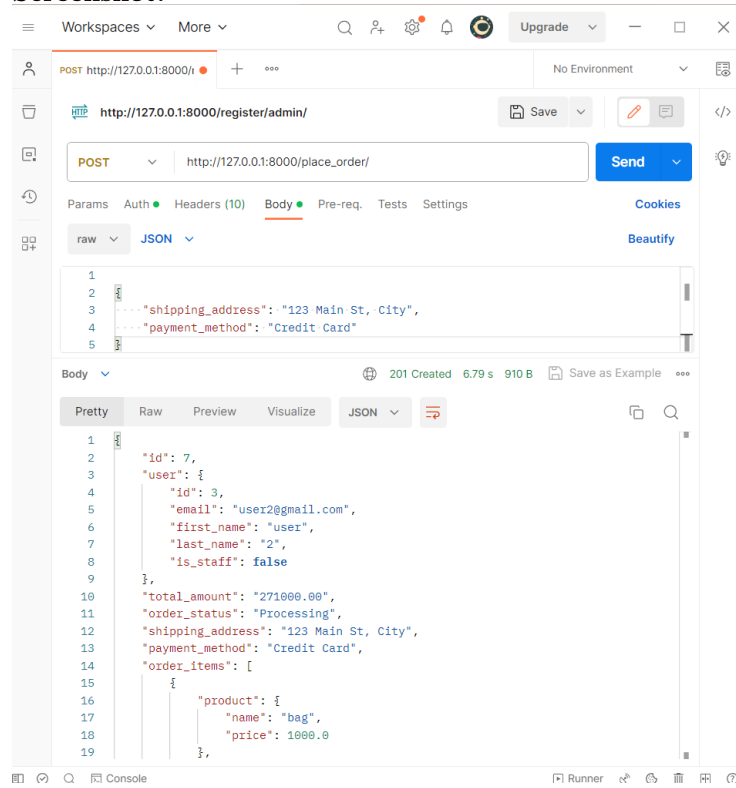 Workspaces More Upgrade
POST http://127.0.0.1:8000/r No Environment
HTTP http://127.0.0.1:8000/register/admin/ Save
POST http://127.0.0.1:8000/place_order/ Send
Params Auth Headers (10) Body Pre-req. Tests Settings Cookies
raw JSON Beautify
1
2 {
3 "shipping_address": "123 Main St, City",
4 "payment_method": "Credit Card"
5 }
Body 201 Created 6.79 s 910 B Save as Example
Pretty Raw Preview Visualize JSON
1 {
2 "id": 7,
3 "user": {
4 "id": 3,
5 "email": "user2@gmail.com",
6 "first_name": "user",
7 "last_name": "2",
8 "is_staff": false
9 },
10 "total_amount": "271000.00",
11 "order_status": "Processing",
12 "shipping_address": "123 Main St, City",
13 "payment_method": "Credit Card",
14 "order_items": [
15 {
16 "product": {
17 "name": "bag",
18 "price": 1000.0
19 },
Console Runner